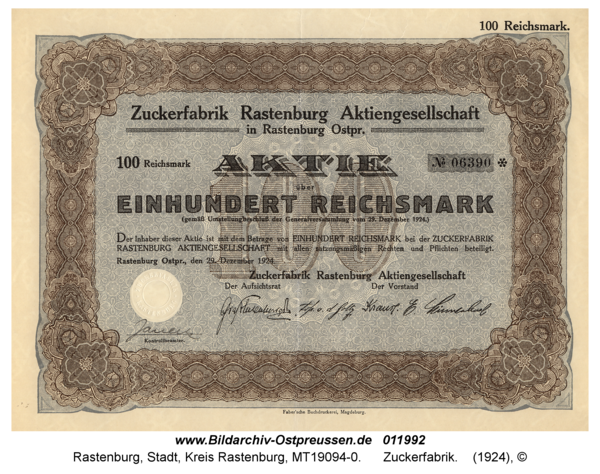 100 Reichsmark.
Zuckerfabrik Rastenburg Aktiengesellschaft
in Rastenburg Ostpr.
100 Reichsmark AKTIE № 06390 *
über
EINHUNDERT REICHSMARK
(gemäß Umstellungsbeschluß der Generalversammlung vom 29. Dezember 1924.)
Der Inhaber dieser Aktie ist mit dem Betrage von EINHUNDERT REICHSMARK bei der ZUCKERFABRIK
RASTENBURG AKTIENGESELLSCHAFT mit allen satzungsmäßigen Rechten und Pflichten beteiligt.
Rastenburg Ostpr., den 29. Dezember 1924.
Zuckerfabrik Rastenburg Aktiengesellschaft
Der Aufsichtsrat Der Vorstand
Kontrollbeamter.
Faber'sche Buchdruckerei, Magdeburg.
www.Bildarchiv-Ostpreussen.de 011992
Rastenburg, Stadt, Kreis Rastenburg, MT19094-0. Zuckerfabrik. (1924), ©